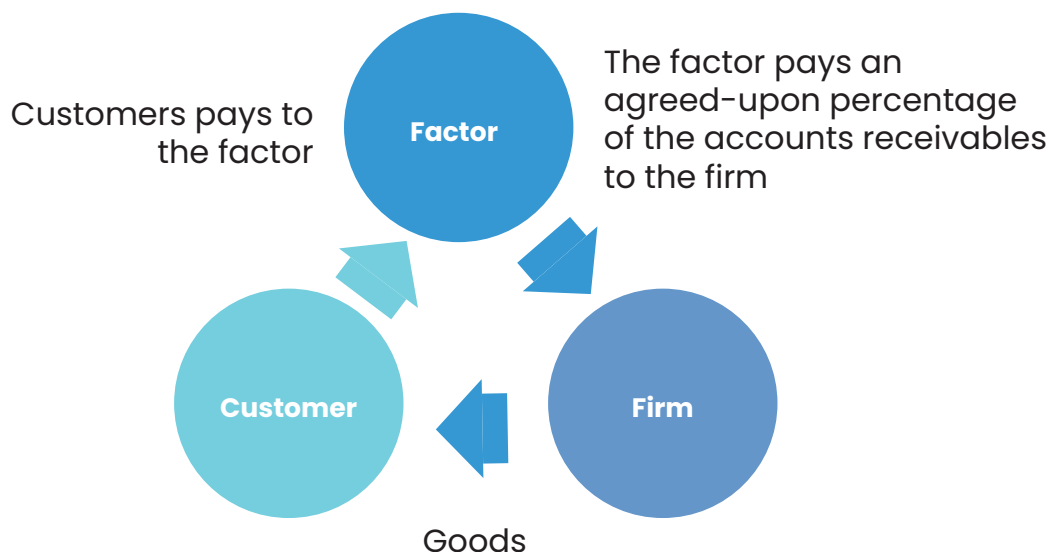 Factor
The factor pays an
agreed-upon percentage
of the accounts receivables
to the firm
Customers pays to
the factor
Customer
Firm
Goods